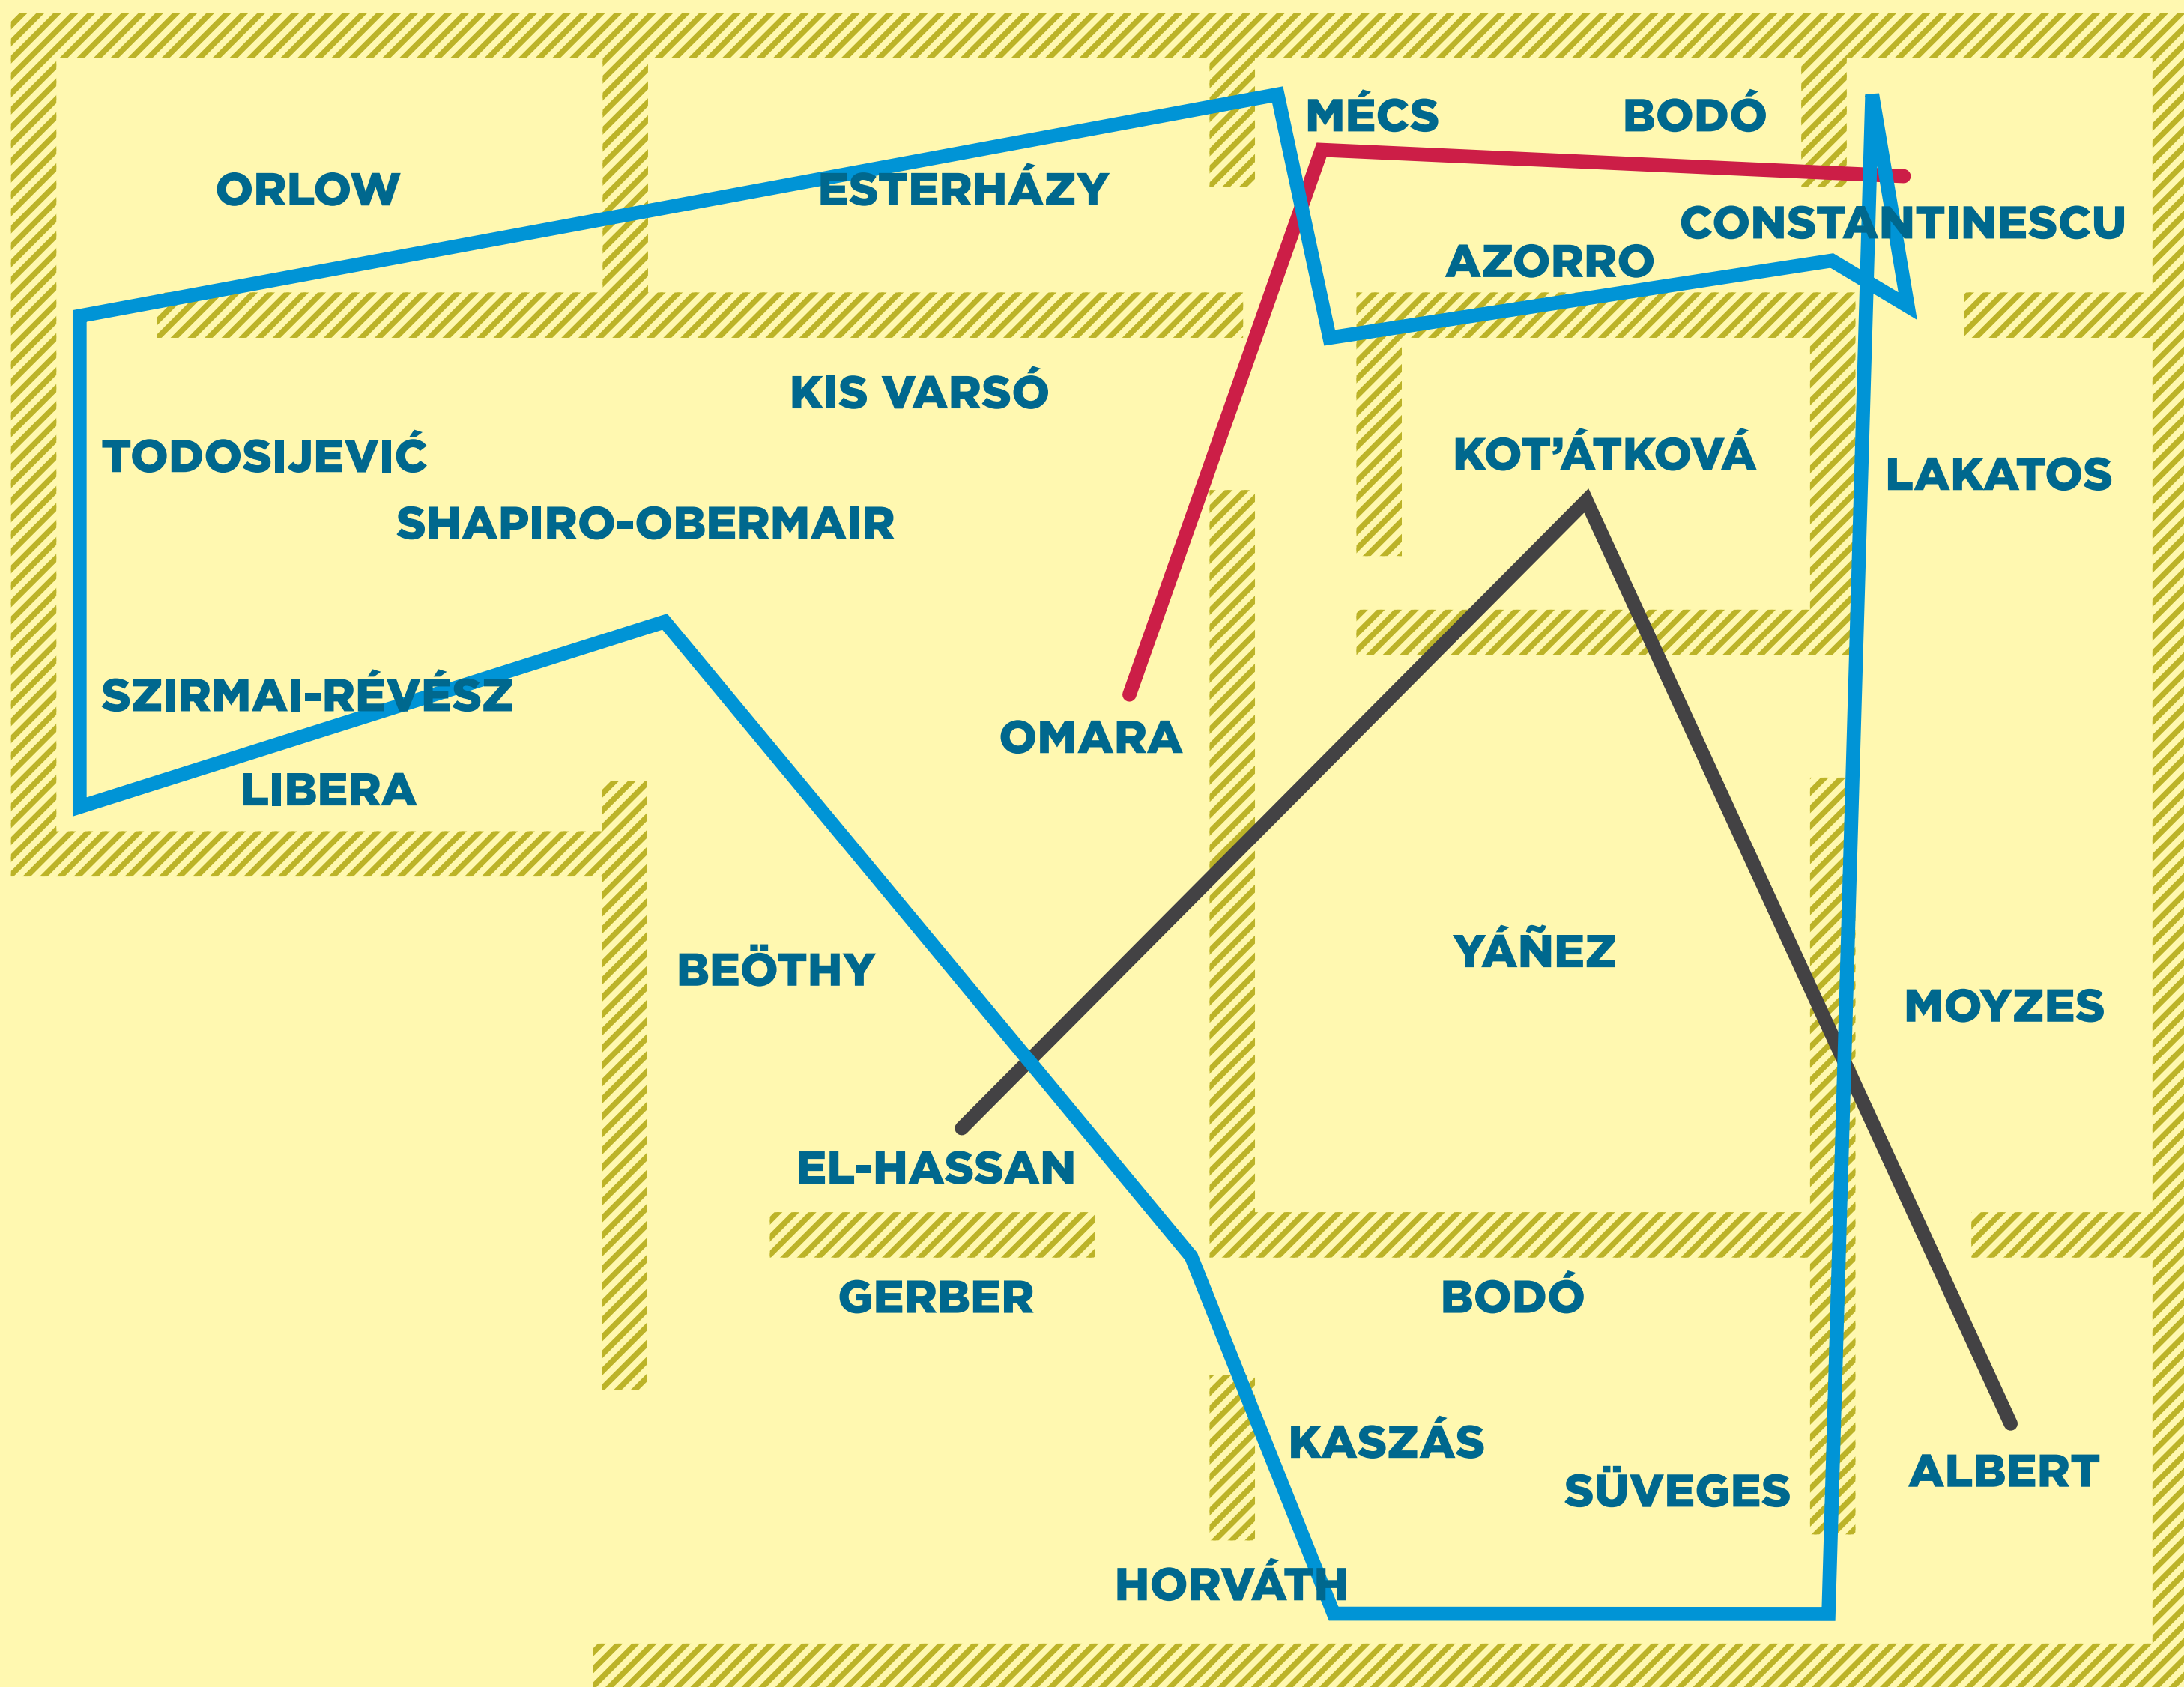 MÉCS
BODÓ
ORLOW
ESTERHÁZY
CONSTANTINESCU
AZORRO
KIS VARSÓ
TODOSIJEVIĆ
KOT'ÁTKOVÁ
LAKATOS
SHAPIRO-OBERMAIR
SZIRMAI-RÉVÉSZ
OMARA
LIBERA
BEÖTHY
YÁÑEZ
MOYZES
EL-HASSAN
GERBER
BODÓ
KASZÁS
SÜVEGES
ALBERT
HORVÁTH